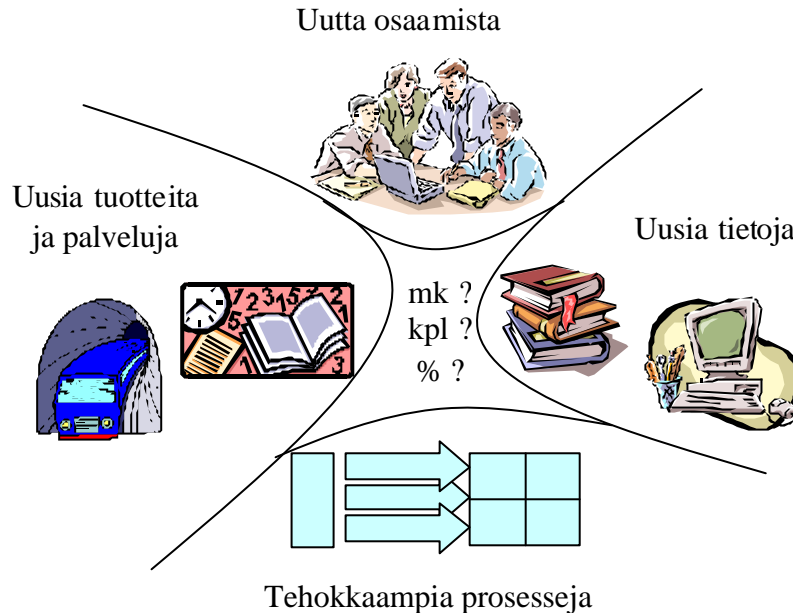 Uutta osaamista
Uusia tuotteita
ja palveluja
Uusia tietoja
mk ?
kpl ?
% ?
Tehokkaampia prosesseja